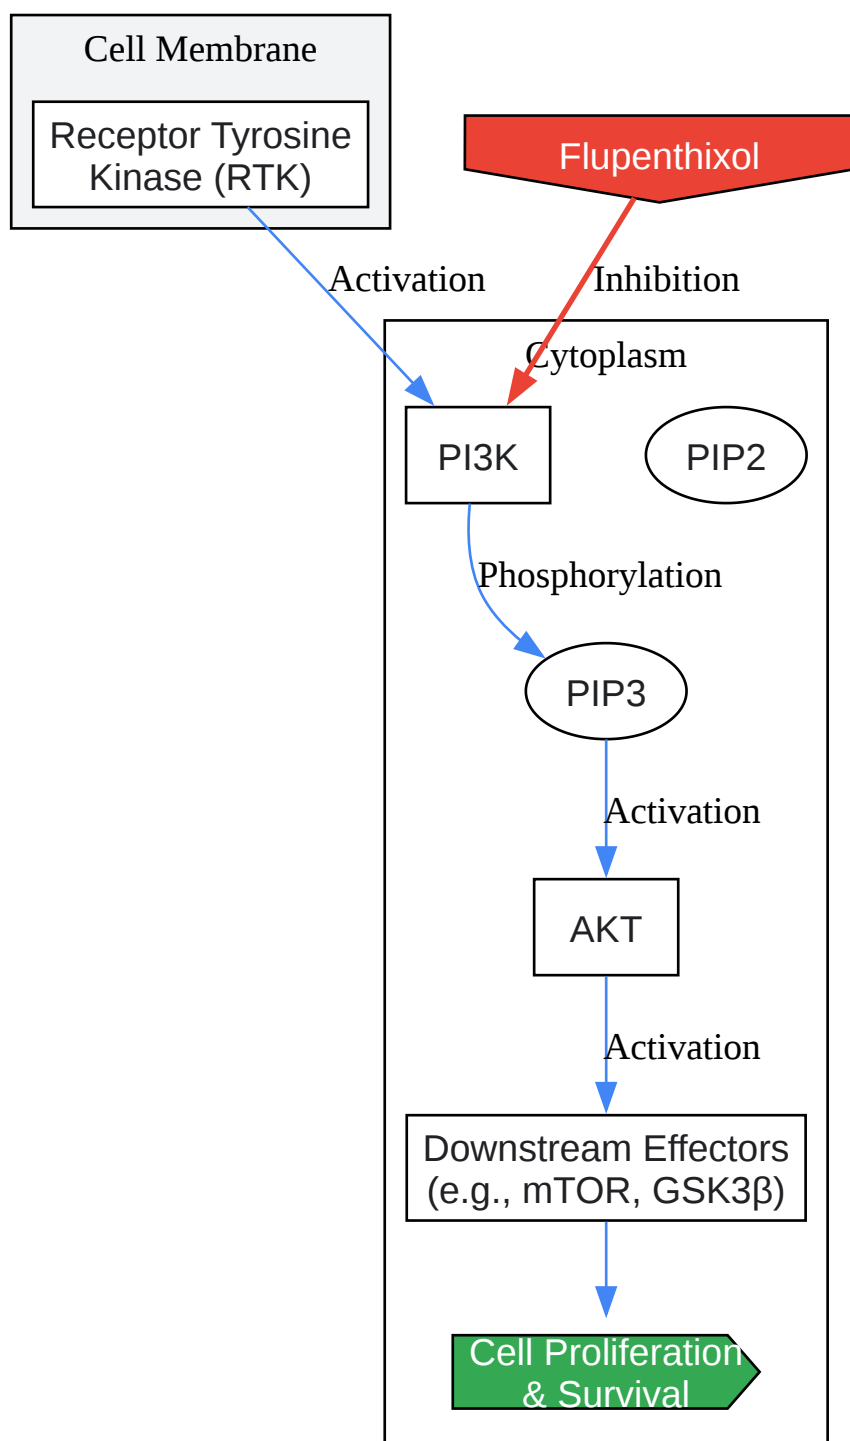 Cell Membrane
Receptor Tyrosine
Kinase (RTK)
Flupenthixol
Activation
Inhibition
Cytoplasm
PI3K
PIP2
Phosphorylation
PIP3
Activation
AKT
Activation
Downstream Effectors
(e.g., mTOR, GSK3β)
Cell Proliferation
& Survival